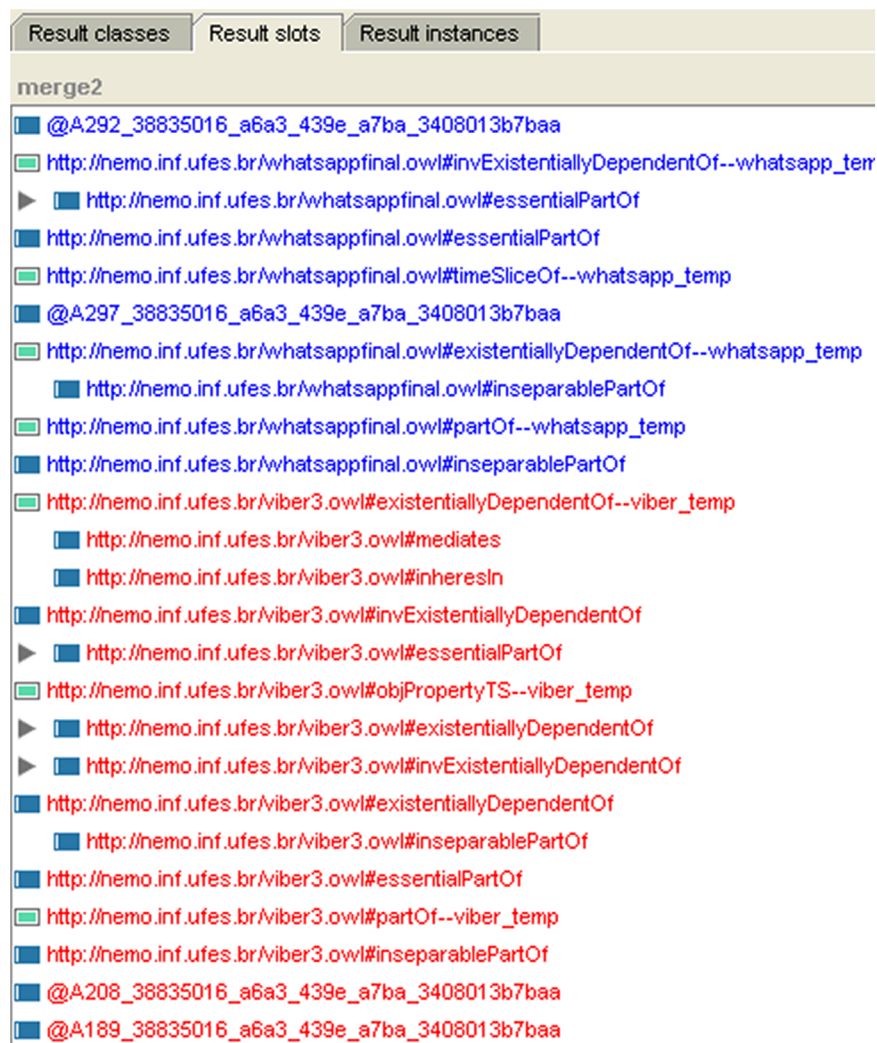 Result classes Result slots Result instances
merge2
@A292_38835016_a6a3_439e_a7ba_3408013b7baa
http://nemo.inf.ufes.br/whatsappfinal.owl#invExistentiallyDependentOf--whatsapp_tem
http://nemo.inf.ufes.br/whatsappfinal.owl#essentialPartOf
http://nemo.inf.ufes.br/whatsappfinal.owl#essentialPartOf
http://nemo.inf.ufes.br/whatsappfinal.owl#timeSliceOf--whatsapp_temp
@A297_38835016_a6a3_439e_a7ba_3408013b7baa
http://nemo.inf.ufes.br/whatsappfinal.owl#existentiallyDependentOf--whatsapp_temp
http://nemo.inf.ufes.br/whatsappfinal.owl#inseparablePartOf
http://nemo.inf.ufes.br/whatsappfinal.owl#partOf--whatsapp_temp
http://nemo.inf.ufes.br/whatsappfinal.owl#inseparablePartOf
http://nemo.inf.ufes.br/viber3.owl#existentiallyDependentOf--viber_temp
http://nemo.inf.ufes.br/viber3.owl#mediates
http://nemo.inf.ufes.br/viber3.owl#inheresIn
http://nemo.inf.ufes.br/viber3.owl#invExistentiallyDependentOf
http://nemo.inf.ufes.br/viber3.owl#essentialPartOf
http://nemo.inf.ufes.br/viber3.owl#objPropertyTS--viber_temp
http://nemo.inf.ufes.br/viber3.owl#existentiallyDependentOf
http://nemo.inf.ufes.br/viber3.owl#invExistentiallyDependentOf
http://nemo.inf.ufes.br/viber3.owl#existentiallyDependentOf
http://nemo.inf.ufes.br/viber3.owl#inseparablePartOf
http://nemo.inf.ufes.br/viber3.owl#essentialPartOf
http://nemo.inf.ufes.br/viber3.owl#partOf--viber_temp
http://nemo.inf.ufes.br/viber3.owl#inseparablePartOf
@A208_38835016_a6a3_439e_a7ba_3408013b7baa
@A189_38835016_a6a3_439e_a7ba_3408013b7baa